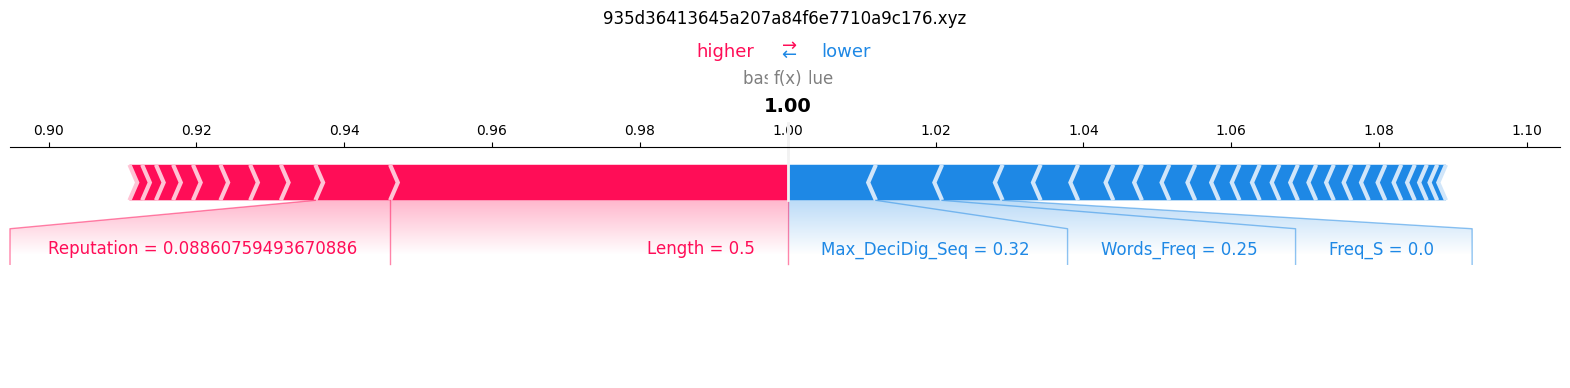 935d36413645a207a84f6e7710a9c176.xyz
higher ⇄ lower
f(x)
1.00
0.90 0.92 0.94 0.96 0.98 1.00 1.02 1.04 1.06 1.08 1.10
Reputation = 0.08860759493670886 Length = 0.5 Max_DeciDig_Seq = 0.32 Words_Freq = 0.25 Freq_S = 0.0